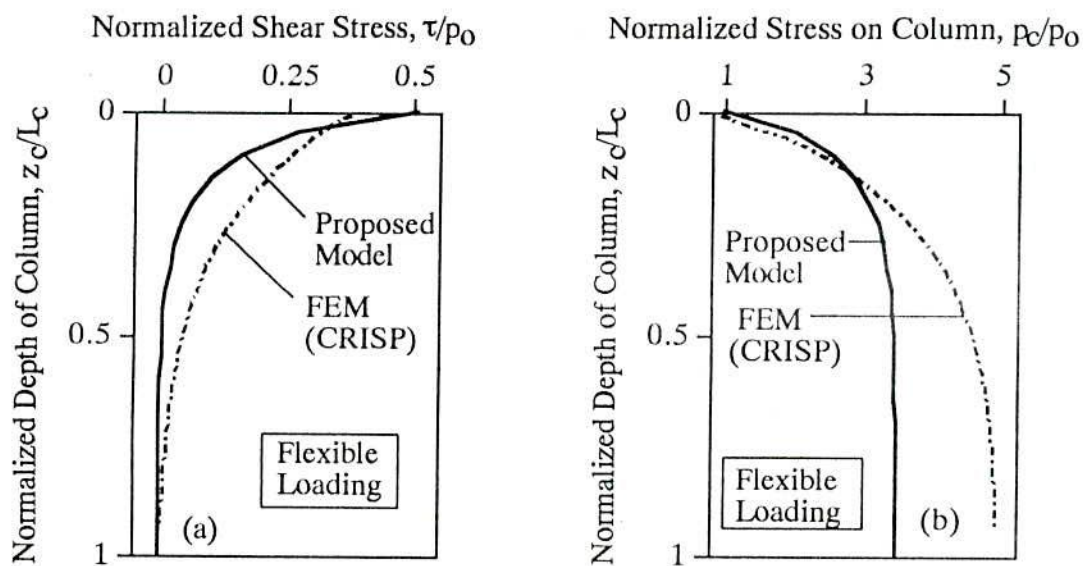 Normalized Shear Stress, τ/p₀
0 0.25 0.5
Normalized Depth of Column, z_c/L_c
0
0.5
1
Proposed
Model
FEM
(CRISP)
Flexible
Loading
(a)
Normalized Stress on Column, p_c/p₀
1 3 5
Normalized Depth of Column, z_c/L_c
0
0.5
1
Proposed
Model
FEM
(CRISP)
Flexible
Loading
(b)